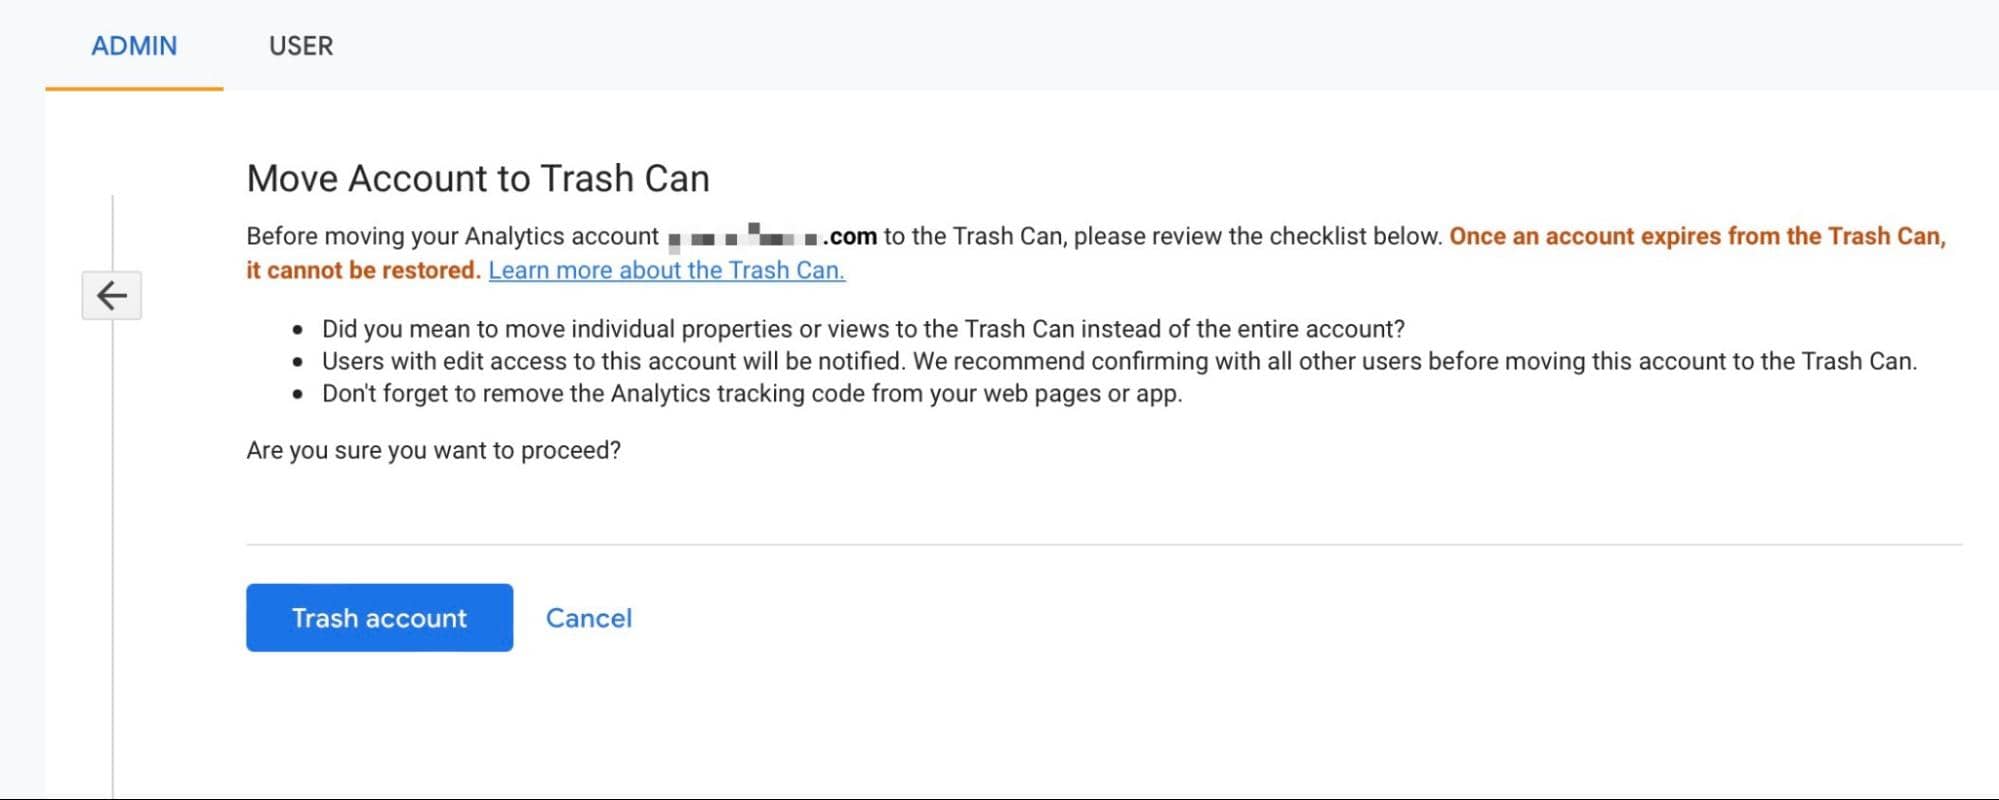 ADMIN
USER
Move Account to Trash Can
Before moving your Analytics account .com to the Trash Can, please review the checklist below. Once an account expires from the Trash Can,
it cannot be restored. Learn more about the Trash Can.
Did you mean to move individual properties or views to the Trash Can instead of the entire account?
Users with edit access to this account will be notified. We recommend confirming with all other users before moving this account to the Trash Can.
Don't forget to remove the Analytics tracking code from your web pages or app.
Are you sure you want to proceed?
Trash account
Cancel